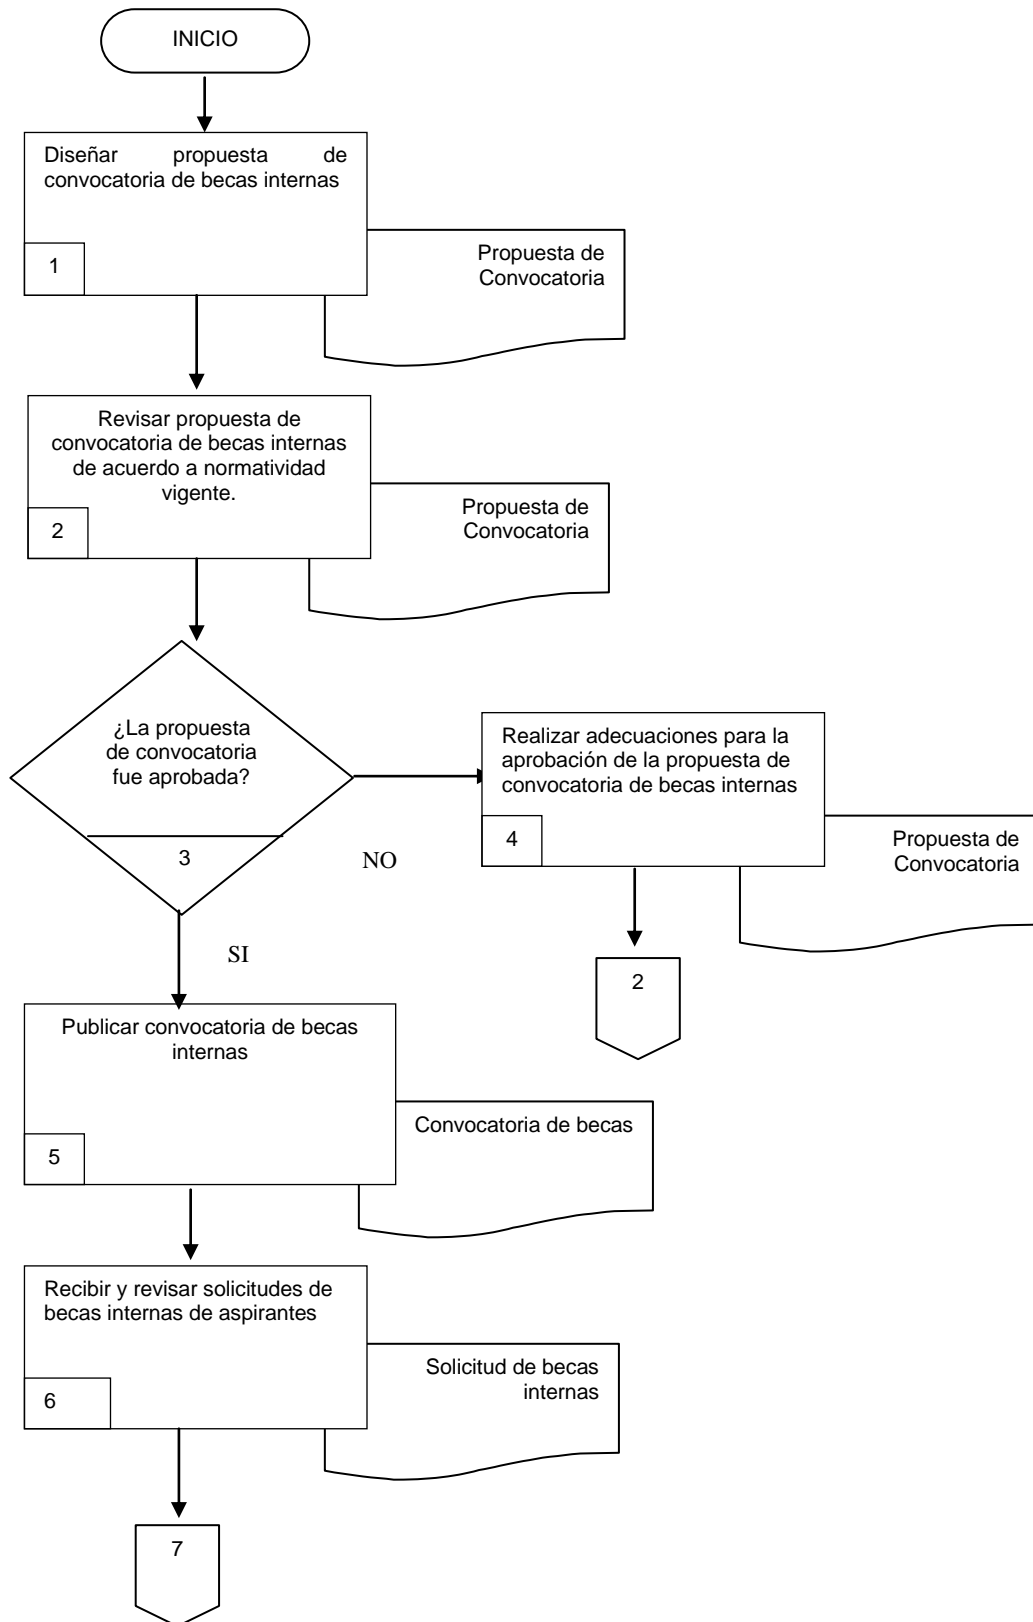 INICIO
Diseñar propuesta de
convocatoria de becas internas
1
Propuesta de
Convocatoria
Revisar propuesta de
convocatoria de becas internas
de acuerdo a normatividad
vigente.
2
Propuesta de
Convocatoria
¿La propuesta
de convocatoria
fue aprobada?
3
NO
Realizar adecuaciones para la
aprobación de la propuesta de
convocatoria de becas internas
4
Propuesta de
Convocatoria
2
SI
Publicar convocatoria de becas
internas
5
Convocatoria de becas
Recibir y revisar solicitudes de
becas internas de aspirantes
6
Solicitud de becas
internas
7